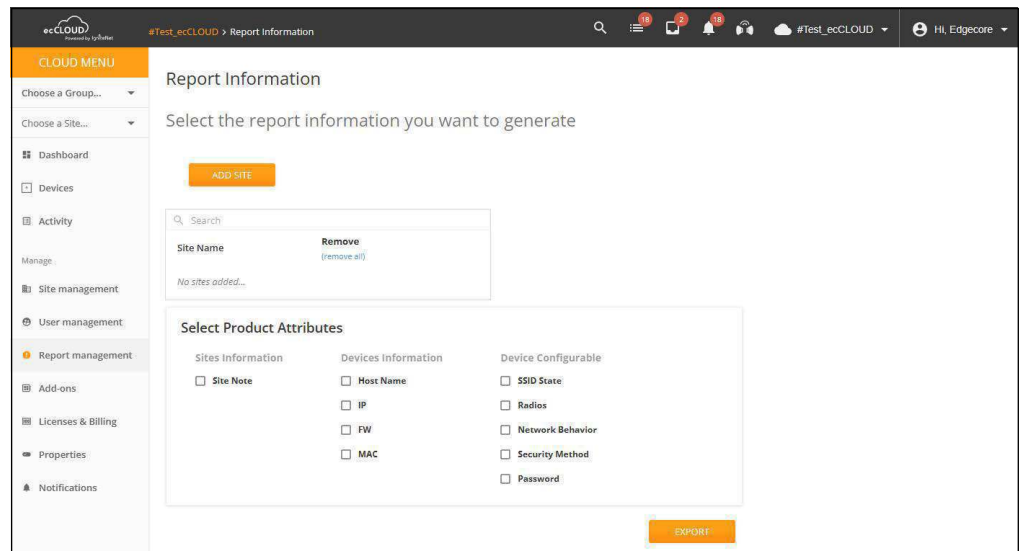 ecCLOUD
Powered by IgniteNet
#Test_ecCLOUD > Report Information
18
2
18
#Test_ecCLOUD
Hi, Edgecore
CLOUD MENU
Choose a Group...
Choose a Site...
Dashboard
Devices
Activity
Manage
Site management
User management
Report management
Add-ons
Licenses & Billing
Properties
Notifications
Report Information
Select the report information you want to generate
ADD SITE
Search
Site Name Remove
(remove all)
No sites added...
Select Product Attributes
Sites Information Devices Information Device Configurable
Site Note Host Name SSID State
IP Radios
FW Network Behavior
MAC Security Method
Password
EXPORT